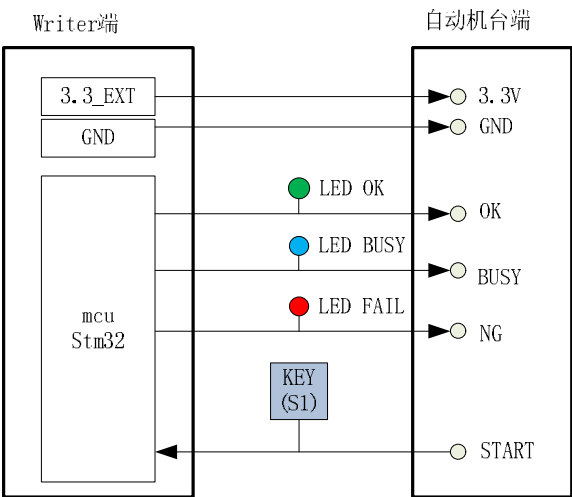 Writer端
自动机台端
3.3_EXT
3.3V
GND
GND
LED OK
OK
LED BUSY
BUSY
mcu
Stm32
LED FAIL
NG
KEY
(S1)
START